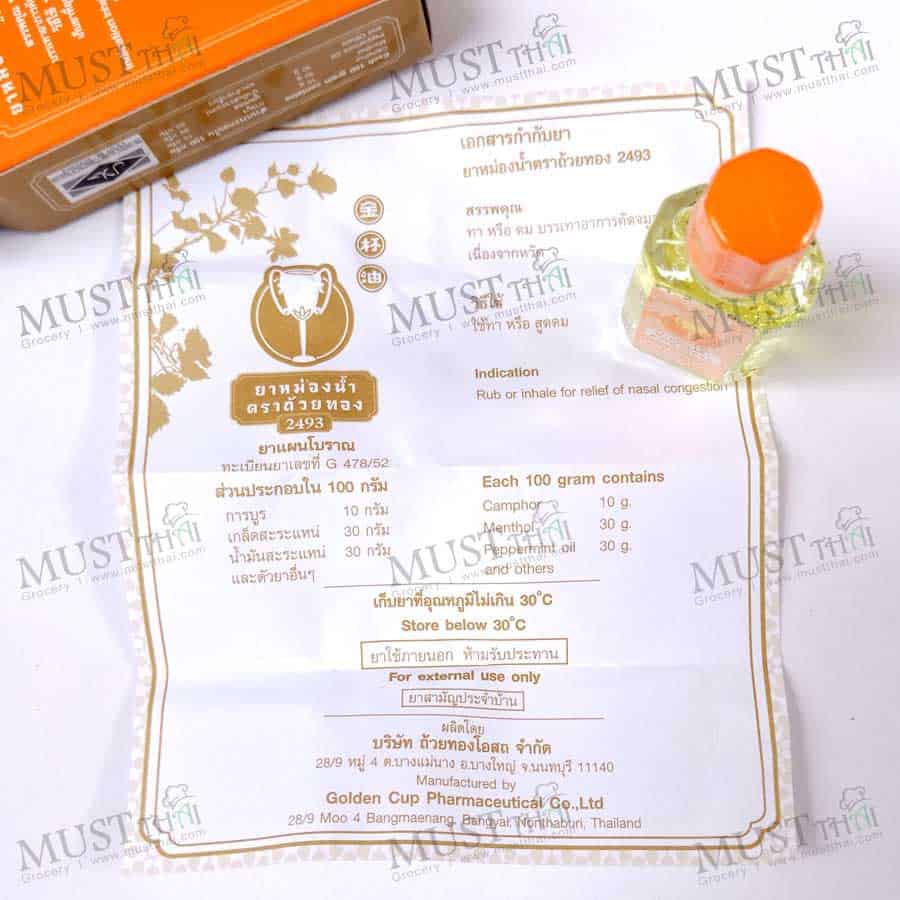 เอกสารกำกับยา
ยาหม่องน้ำตราถ้วยทอง 2493
สรรพคุณ
ทา หรือ ดม บรรเทาอาการคัดจมูก
เนื่องจากหวัด
วิธีใช้
ใช้ทา หรือ สูดดม
Indication
Rub or inhale for relief of nasal congestion
金
杯
油
ยาหม่องน้ำ
ตราถ้วยทอง
2493
ยาแผนโบราณ
ทะเบียนยาเลขที่ G 478/52
ส่วนประกอบใน 100 กรัม
การบูร 10 กรัม
เกล็ดสะระแหน่ 30 กรัม
น้ำมันสะระแหน่ 30 กรัม
และตัวยาอื่นๆ
Each 100 gram contains
Camphor 10 g.
Menthol 30 g.
Peppermint oil 30 g.
and others
เก็บยาที่อุณหภูมิไม่เกิน 30°C
Store below 30°C
ยาใช้ภายนอก ห้ามรับประทาน
For external use only
ยาสามัญประจำบ้าน
ผลิตโดย
บริษัท ถ้วยทองโอสถ จำกัด
28/9 หมู่ 4 ต.บางแม่นาง อ.บางใหญ่ จ.นนทบุรี 11140
Manufactured by
Golden Cup Pharmaceutical Co.,Ltd
28/9 Moo 4 Bangmaenang, Bangyai, Nonthaburi, Thailand
MUST THAI
Grocery | www.mustthai.com